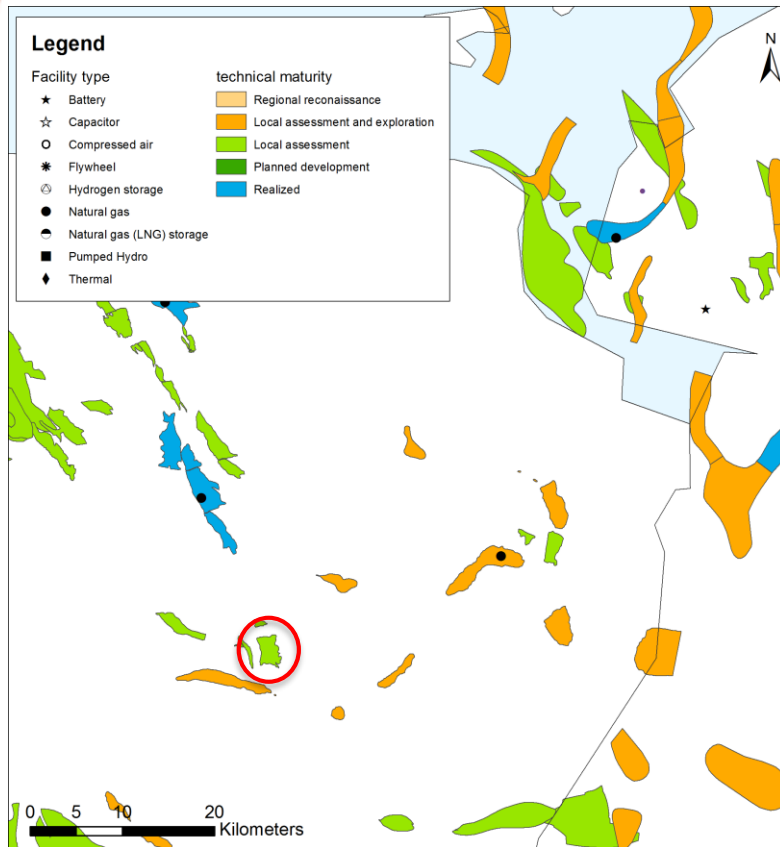 Legend
Facility type
Battery
Capacitor
Compressed air
Flywheel
Hydrogen storage
Natural gas
Natural gas (LNG) storage
Pumped Hydro
Thermal
technical maturity
Regional reconaissance
Local assessment and exploration
Local assessment
Planned development
Realized
N
0 5 10 20
Kilometers